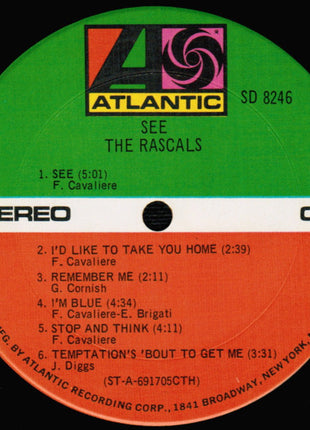 ATLANTIC
SD 8246
SEE
THE RASCALS
1. SEE (5:01)
F. Cavaliere
STEREO
2. I'D LIKE TO TAKE YOU HOME (2:39)
F. Cavaliere
3. REMEMBER ME (2:11)
G. Cornish
4. I'M BLUE (4:34)
F. Cavaliere-E. Brigati
5. STOP AND THINK (4:11)
F. Cavaliere
6. TEMPTATION'S 'BOUT TO GET ME (3:31)
J. Diggs
(ST-A-691705CTH)
MFG. BY ATLANTIC RECORDING CORP., 1841 BROADWAY, NEW